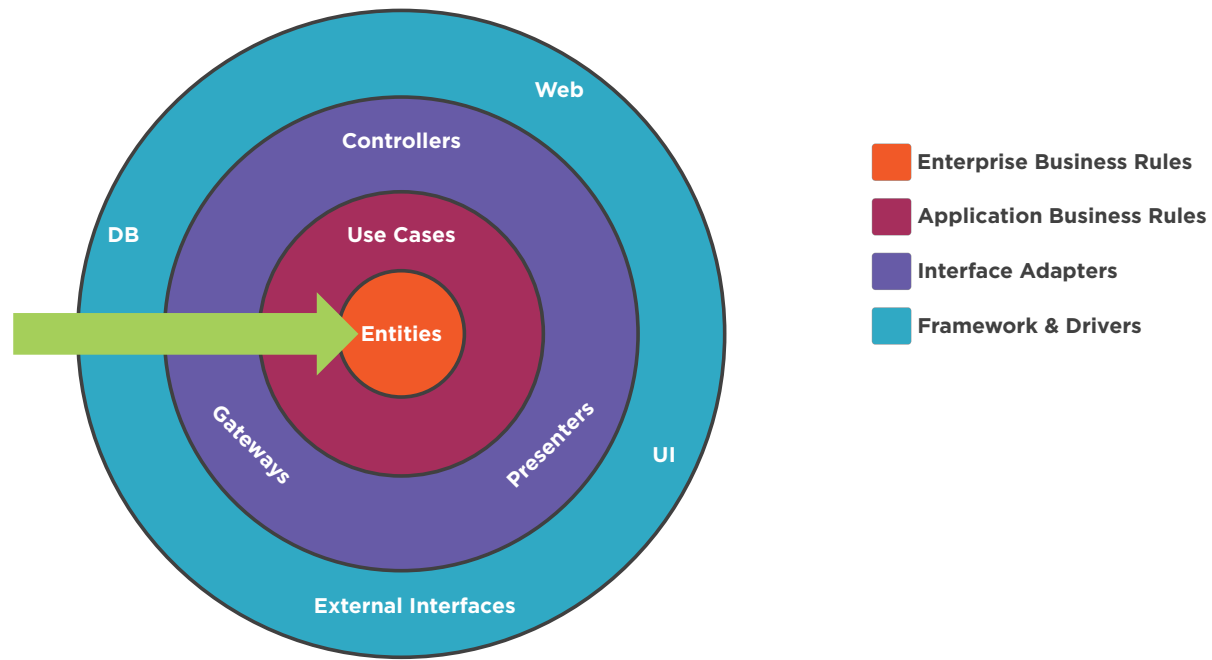 Web
Controllers
Use Cases
DB
Entities
Gateways
Presenters
UI
External Interfaces
Enterprise Business Rules
Application Business Rules
Interface Adapters
Framework & Drivers